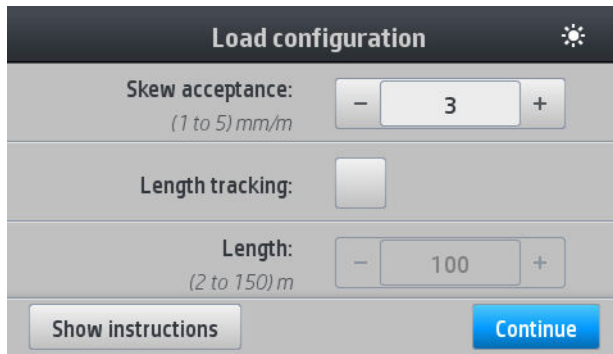 Load configuration
Skew acceptance:
− 3 +
(1 to 5) mm/m
Length tracking:
Length:
− 100 +
(2 to 150) m
Show instructions
Continue